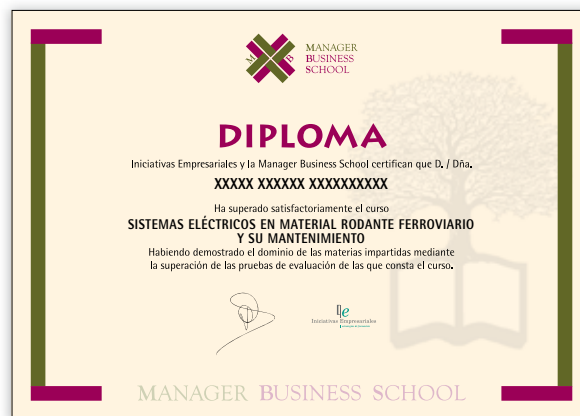 M B
MANAGER
BUSINESS
SCHOOL
DIPLOMA
Iniciativas Empresariales y la Manager Business School certifican que D. / Dña.
XXXXX XXXXXX XXXXXXXXXX
Ha superado satisfactoriamente el curso
SISTEMAS ELÉCTRICOS EN MATERIAL RODANTE FERROVIARIO
Y SU MANTENIMIENTO
Habiendo demostrado el dominio de las materias impartidas mediante
la superación de las pruebas de evaluación de las que consta el curso.
Iniciativas Empresariales
MANAGER BUSINESS SCHOOL